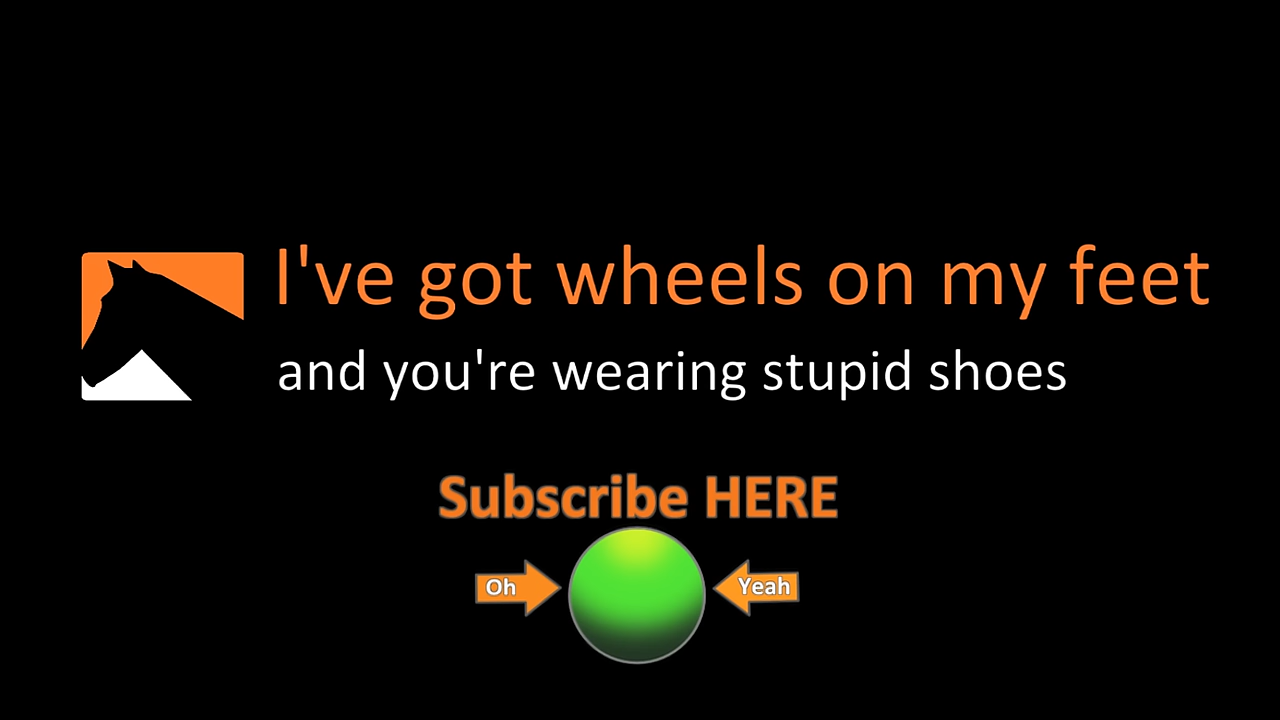 I've got wheels on my feet
and you're wearing stupid shoes
Subscribe HERE
Oh Yeah